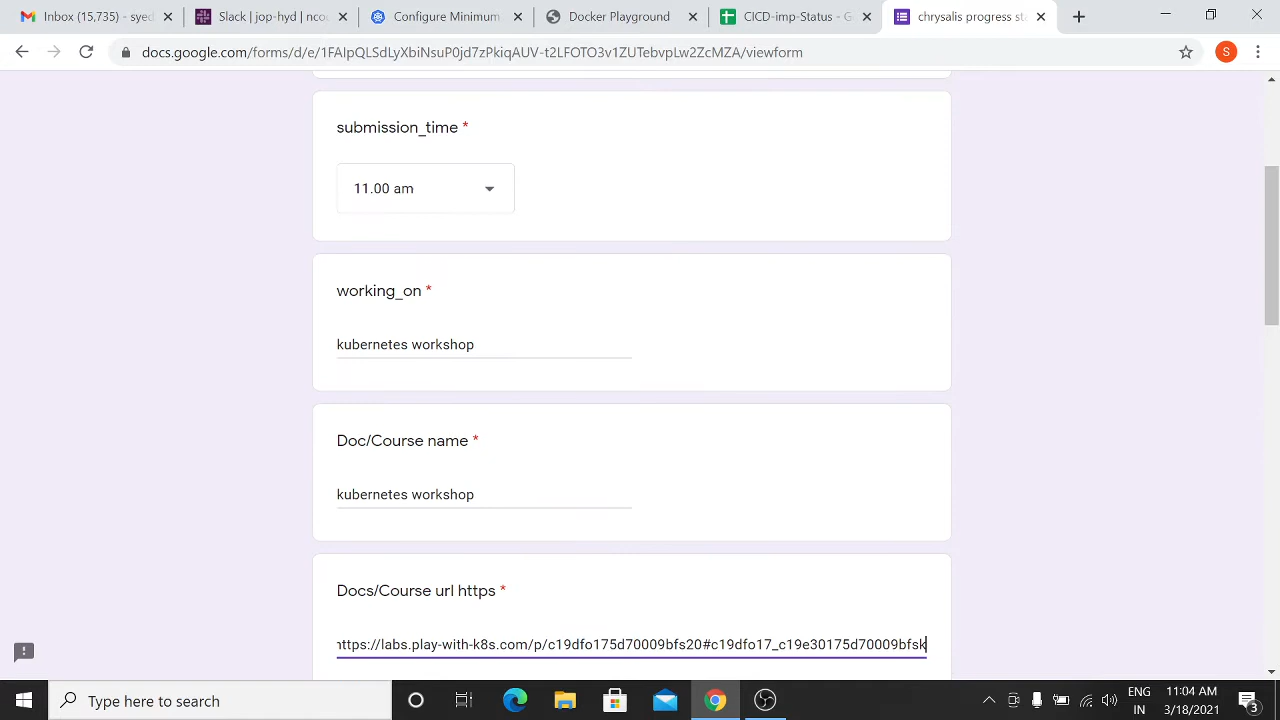 Inbox (15,735) - syed
Slack | jop-hyd | nco
Configure Minimum
Docker Playground
CICD-imp-Status - G
chrysalis progress sta
docs.google.com/forms/d/e/1FAIpQLSdLyXbiNsuP0jd7zPkiqAUV-t2LFOTO3v1ZUTebvpLw2ZcMZA/viewform
S
submission_time *
11.00 am
working_on *
kubernetes workshop
Doc/Course name *
kubernetes workshop
Docs/Course url https *
https://labs.play-with-k8s.com/p/c19dfo175d70009bfs20#c19dfo17_c19e30175d70009bfsk
Type here to search
ENG
IN
11:04 AM
3/18/2021
3